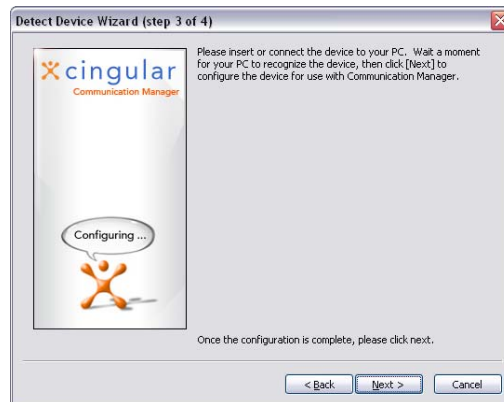 Detect Device Wizard (step 3 of 4)
cingular
Communication Manager
Please insert or connect the device to your PC. Wait a moment
for your PC to recognize the device, then click [Next] to
configure the device for use with Communication Manager.
Configuring ...
Once the configuration is complete, please click next.
< Back
Next >
Cancel